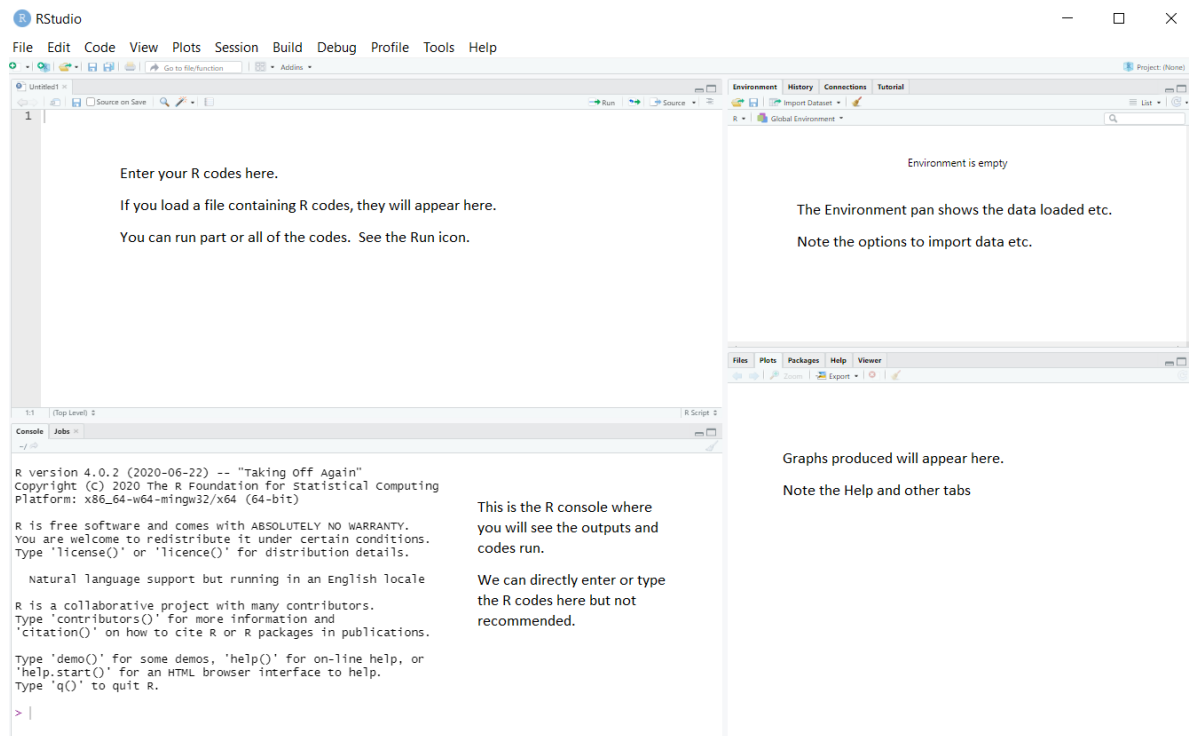 RStudio
File Edit Code View Plots Session Build Debug Profile Tools Help
Go to file/function Addins Project: (None)
Untitled1
Source on Save Run Source
1
Enter your R codes here.
If you load a file containing R codes, they will appear here.
You can run part or all of the codes. See the Run icon.
1:1 (Top Level) R Script
Environment History Connections Tutorial
Import Dataset List
R Global Environment
Environment is empty
The Environment pan shows the data loaded etc.
Note the options to import data etc.
Console Jobs
~/
R version 4.0.2 (2020-06-22) -- "Taking Off Again"
Copyright (C) 2020 The R Foundation for Statistical Computing
Platform: x86_64-w64-mingw32/x64 (64-bit)
R is free software and comes with ABSOLUTELY NO WARRANTY.
You are welcome to redistribute it under certain conditions.
Type 'license()' or 'licence()' for distribution details.
Natural language support but running in an English locale
R is a collaborative project with many contributors.
Type 'contributors()' for more information and
'citation()' on how to cite R or R packages in publications.
Type 'demo()' for some demos, 'help()' for on-line help, or
'help.start()' for an HTML browser interface to help.
Type 'q()' to quit R.
>
This is the R console where
you will see the outputs and
codes run.
We can directly enter or type
the R codes here but not
recommended.
Files Plots Packages Help Viewer
Zoom Export
Graphs produced will appear here.
Note the Help and other tabs